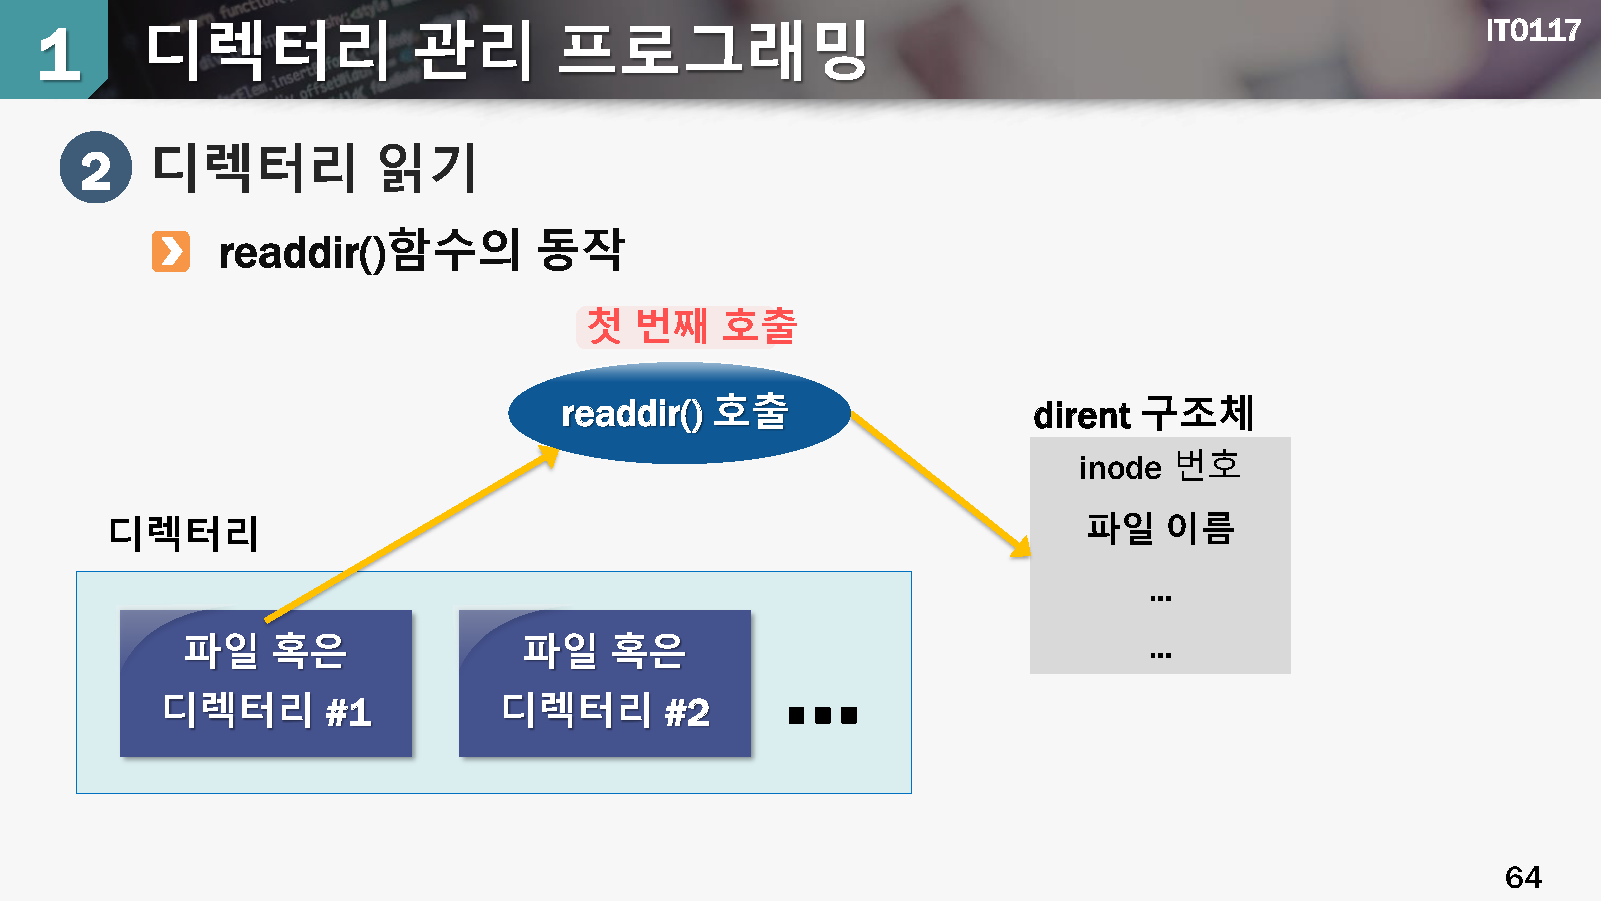 1 디렉터리 관리 프로그래밍
IT0117
2 디렉터리 읽기
readdir()함수의 동작
첫 번째 호출
readdir() 호출
dirent 구조체
inode 번호
파일 이름
...
...
디렉터리
파일 혹은
디렉터리 #1
파일 혹은
디렉터리 #2
...
64